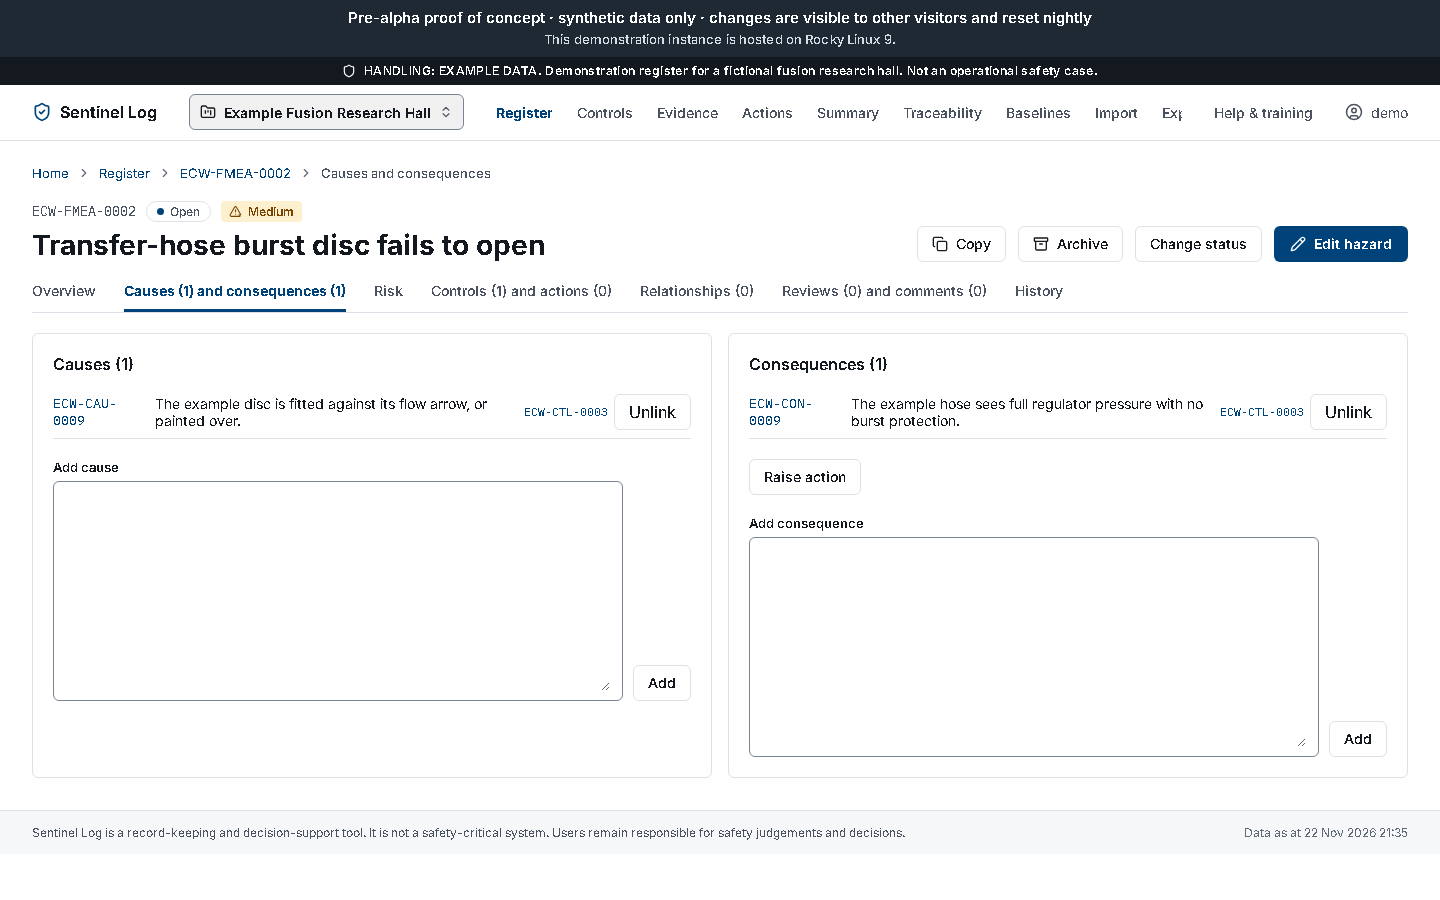 Pre-alpha proof of concept · synthetic data only · changes are visible to other visitors and reset nightly
This demonstration instance is hosted on Rocky Linux 9.
HANDLING: EXAMPLE DATA. Demonstration register for a fictional fusion research hall. Not an operational safety case.
Sentinel Log
Example Fusion Research Hall
Register Controls Evidence Actions Summary Traceability Baselines Import Exp Help & training demo
Home > Register > ECW-FMEA-0002 > Causes and consequences
ECW-FMEA-0002 Open Medium
Transfer-hose burst disc fails to open
Copy Archive Change status Edit hazard
Overview Causes (1) and consequences (1) Risk Controls (1) and actions (0) Relationships (0) Reviews (0) and comments (0) History
Causes (1)
ECW-CAU-
0009
The example disc is fitted against its flow arrow, or
painted over.
ECW-CTL-0003 Unlink
Add cause
Add
Consequences (1)
ECW-CON-
0009
The example hose sees full regulator pressure with no
burst protection.
ECW-CTL-0003 Unlink
Raise action
Add consequence
Add
Sentinel Log is a record-keeping and decision-support tool. It is not a safety-critical system. Users remain responsible for safety judgements and decisions.
Data as at 22 Nov 2026 21:35